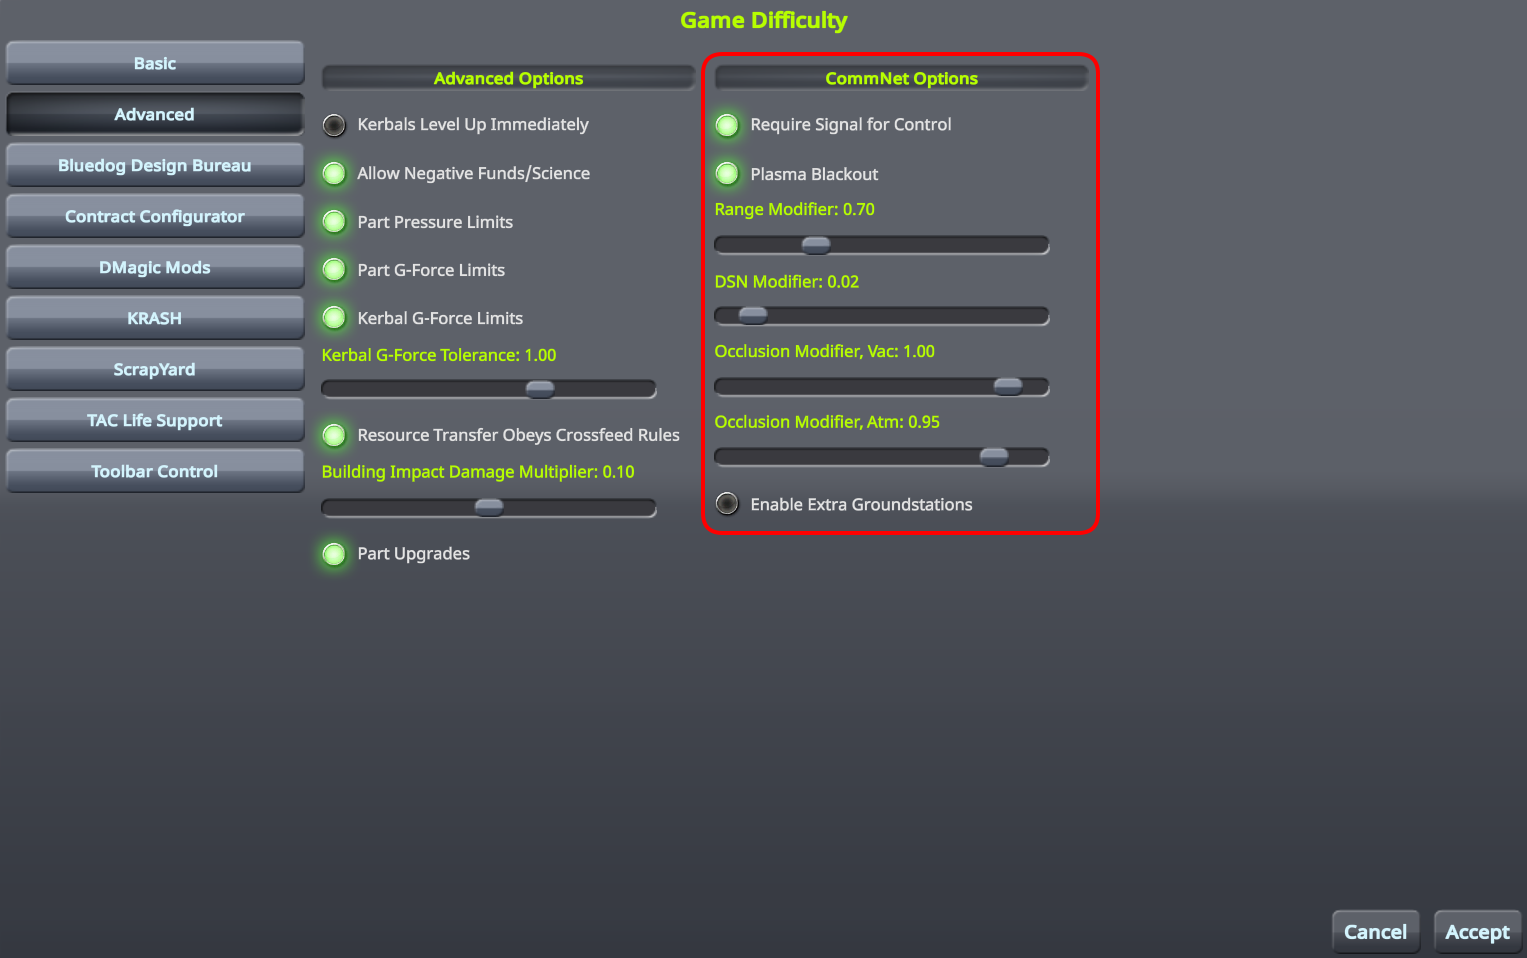 Game Difficulty
Basic
Advanced
Bluedog Design Bureau
Contract Configurator
DMagic Mods
KRASH
ScrapYard
TAC Life Support
Toolbar Control
Advanced Options
Kerbals Level Up Immediately
Allow Negative Funds/Science
Part Pressure Limits
Part G-Force Limits
Kerbal G-Force Limits
Kerbal G-Force Tolerance: 1.00
Resource Transfer Obeys Crossfeed Rules
Building Impact Damage Multiplier: 0.10
Part Upgrades
CommNet Options
Require Signal for Control
Plasma Blackout
Range Modifier: 0.70
DSN Modifier: 0.02
Occlusion Modifier, Vac: 1.00
Occlusion Modifier, Atm: 0.95
Enable Extra Groundstations
Cancel
Accept